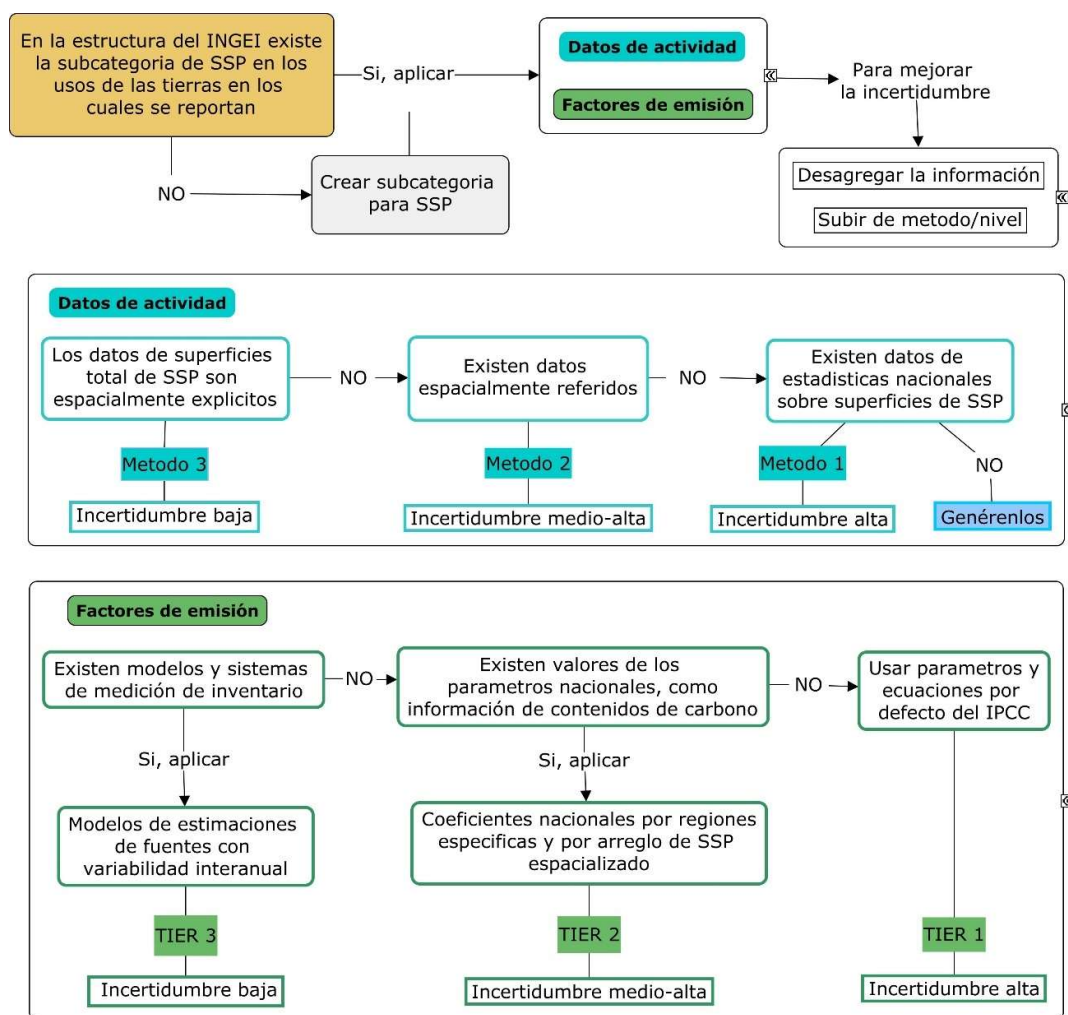 En la estructura del INGEI existe
la subcategoria de SSP en los
usos de las tierras en los
cuales se reportan
Si, aplicar
Datos de actividad
Factores de emisión
Para mejorar
la incertidumbre
NO
Crear subcategoria
para SSP
Desagregar la información
Subir de metodo/nivel
Datos de actividad
Los datos de superficies
total de SSP son
espacialmente explicitos
NO
Existen datos
espacialmente referidos
NO
Existen datos de
estadisticas nacionales
sobre superficies de SSP
Metodo 3
Metodo 2
Metodo 1
NO
Incertidumbre baja
Incertidumbre medio-alta
Incertidumbre alta
Genérenlos
Factores de emisión
Existen modelos y sistemas
de medición de inventario
NO
Existen valores de los
parametros nacionales, como
información de contenidos de carbono
NO
Usar parametros y
ecuaciones por
defecto del IPCC
Si, aplicar
Si, aplicar
Modelos de estimaciones
de fuentes con
variabilidad interanual
Coeficientes nacionales por regiones
especificas y por arreglo de SSP
espacializado
TIER 3
TIER 2
TIER 1
Incertidumbre baja
Incertidumbre medio-alta
Incertidumbre alta